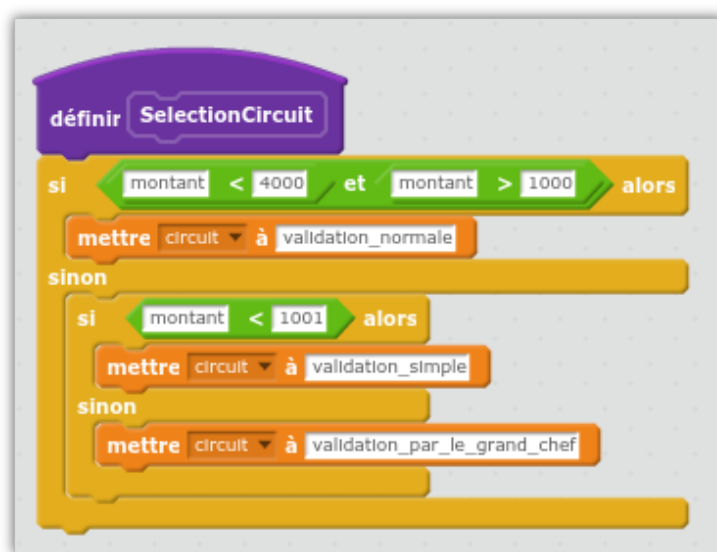 définir SelectionCircuit
si montant < 4000 et montant > 1000 alors
mettre circuit à validation_normale
sinon
si montant < 1001 alors
mettre circuit à validation_simple
sinon
mettre circuit à validation_par_le_grand_chef